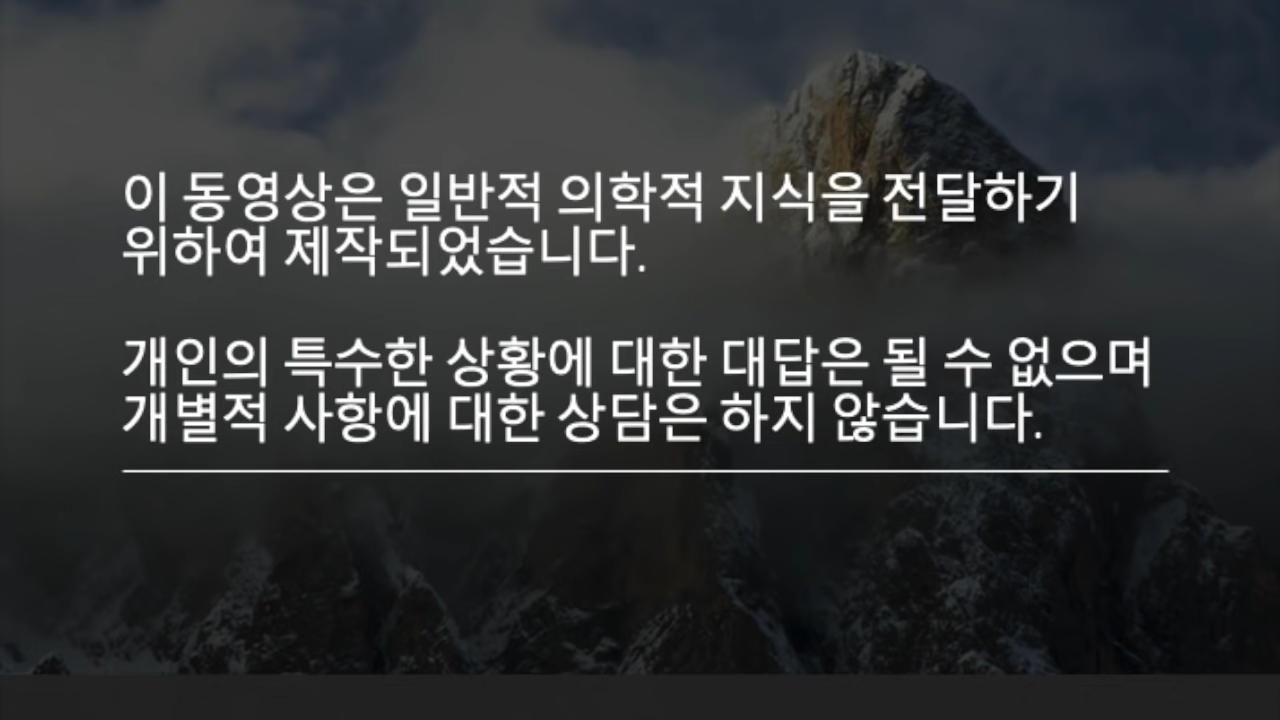 이 동영상은 일반적 의학적 지식을 전달하기
위하여 제작되었습니다.
개인의 특수한 상황에 대한 대답은 될 수 없으며
개별적 사항에 대한 상담은 하지 않습니다.